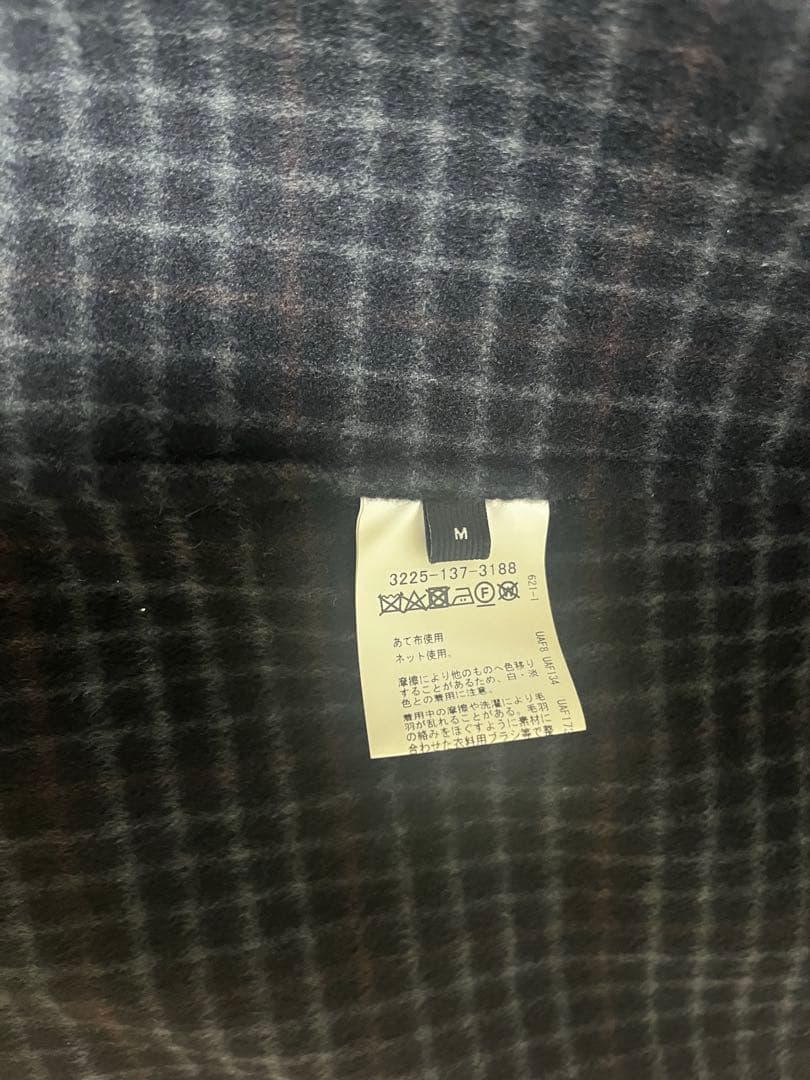 M
3225-137-3188
621-1
あて布使用
ネット使用。
摩擦により他のものへ色移り
することがあるため、白・淡
色との着用に注意。
着用中の摩擦や洗濯により毛
羽が乱れることがある。毛羽
の絡みをほぐすように素材に
合わせた衣料用ブラシ等で整
UAF8 UAF134